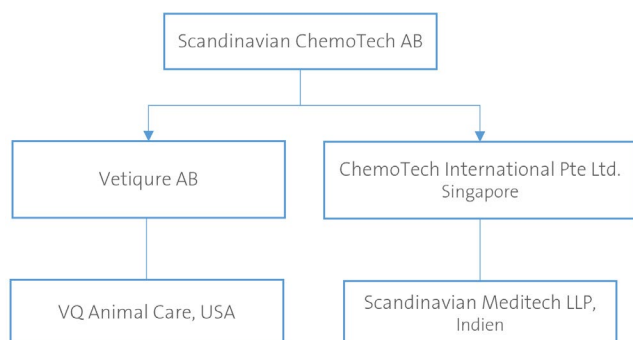 Scandinavian ChemoTech AB
Vetiqure AB
ChemoTech International Pte Ltd.
Singapore
VQ Animal Care, USA
Scandinavian Meditech LLP,
Indien